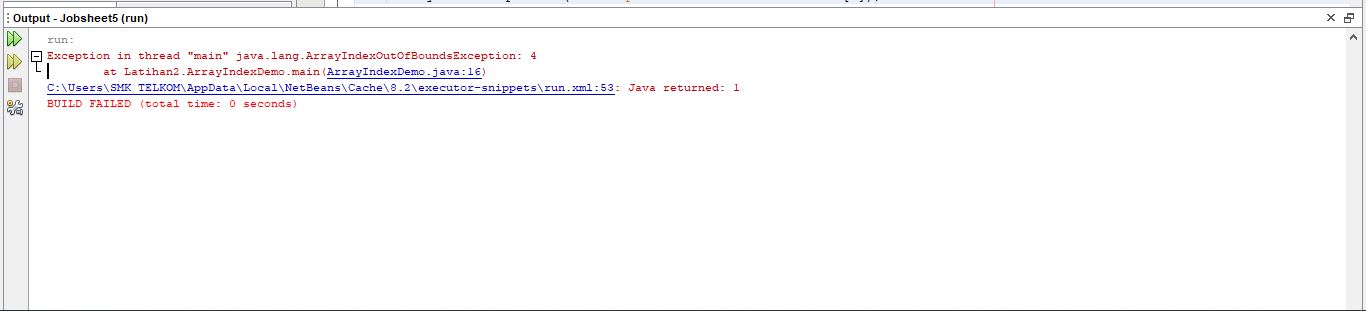 Output - Jobsheet5 (run)
run:
Exception in thread "main" java.lang.ArrayIndexOutOfBoundsException: 4
at Latihan2.ArrayIndexDemo.main(ArrayIndexDemo.java:16)
C:\Users\SMK TELKOM\AppData\Local\NetBeans\Cache\8.2\executor-snippets\run.xml:53: Java returned: 1
BUILD FAILED (total time: 0 seconds)